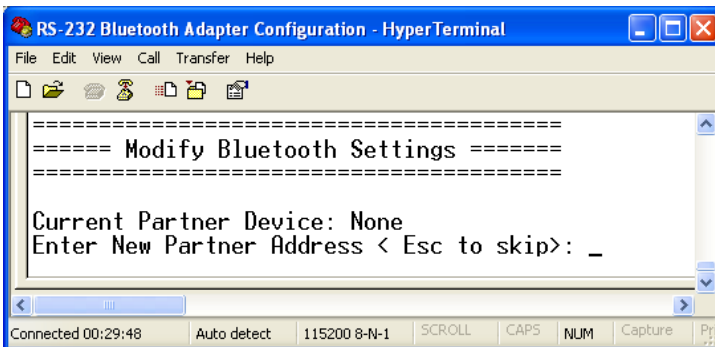 RS-232 Bluetooth Adapter Configuration - HyperTerminal
File Edit View Call Transfer Help
========================================
====== Modify Bluetooth Settings =======
========================================
Current Partner Device: None
Enter New Partner Address < Esc to skip>: _
Connected 00:29:48 Auto detect 115200 8-N-1 SCROLL CAPS NUM Capture